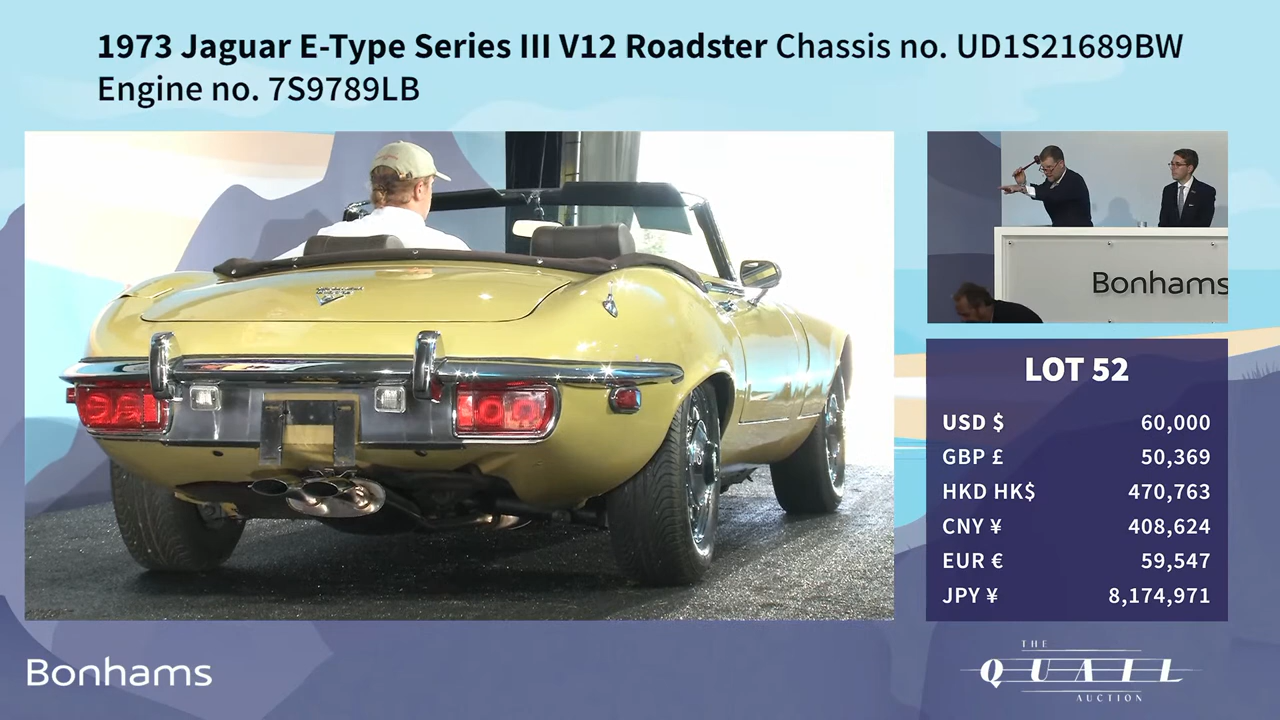 1973 Jaguar E-Type Series III V12 Roadster Chassis no. UD1S21689BW
Engine no. 7S9789LB
Bonhams
LOT 52
USD $ 60,000
GBP £ 50,369
HKD HK$ 470,763
CNY ¥ 408,624
EUR € 59,547
JPY ¥ 8,174,971
Bonhams
THE
QUAIL
AUCTION